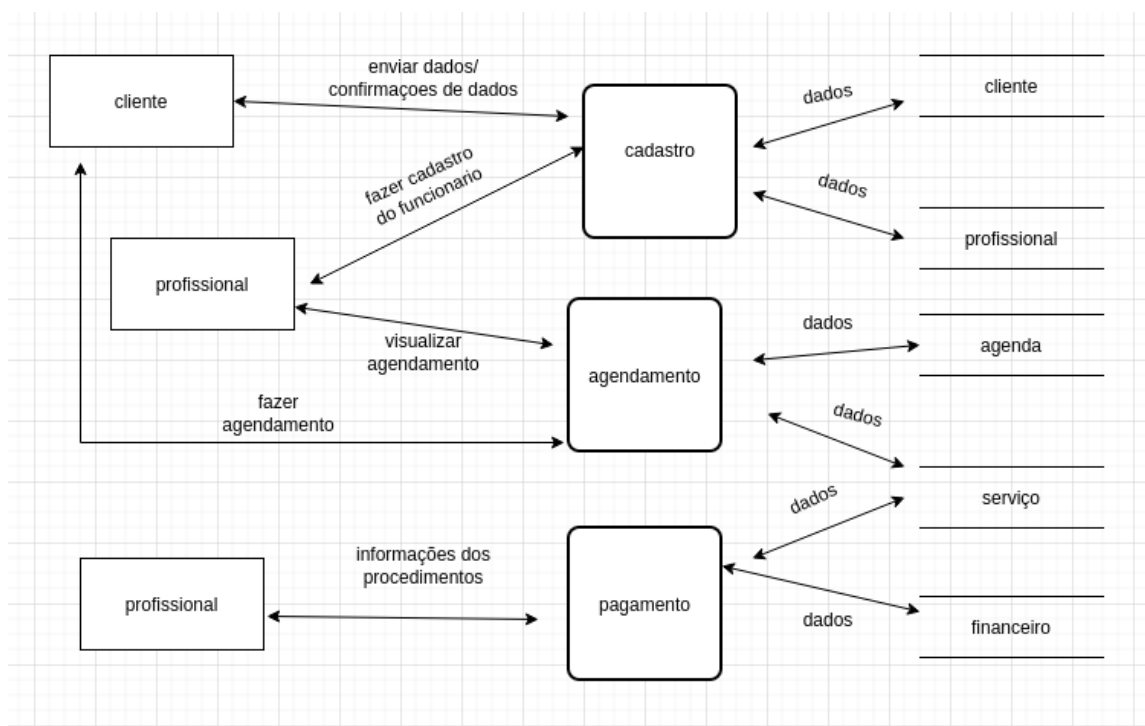 cliente
enviar dados/
confirmaçoes de dados
cadastro
dados
cliente
fazer cadastro
do funcionario
dados
profissional
profissional
visualizar
agendamento
agendamento
dados
agenda
fazer
agendamento
dados
serviço
dados
profissional
informações dos
procedimentos
pagamento
dados
financeiro